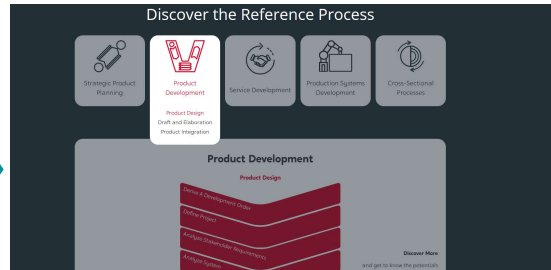 Discover the Reference Process
Strategic Product
Planning
Product
Development
Product Design
Draft and Elaboration
Product Integration
Service Development
Production Systems
Development
Cross-Sectional
Processes
Product Development
Product Design
Derive A Development Order
Define Project
Analyze Stakeholder Requirements
Analyze System
Discover More
and get to know the potentials